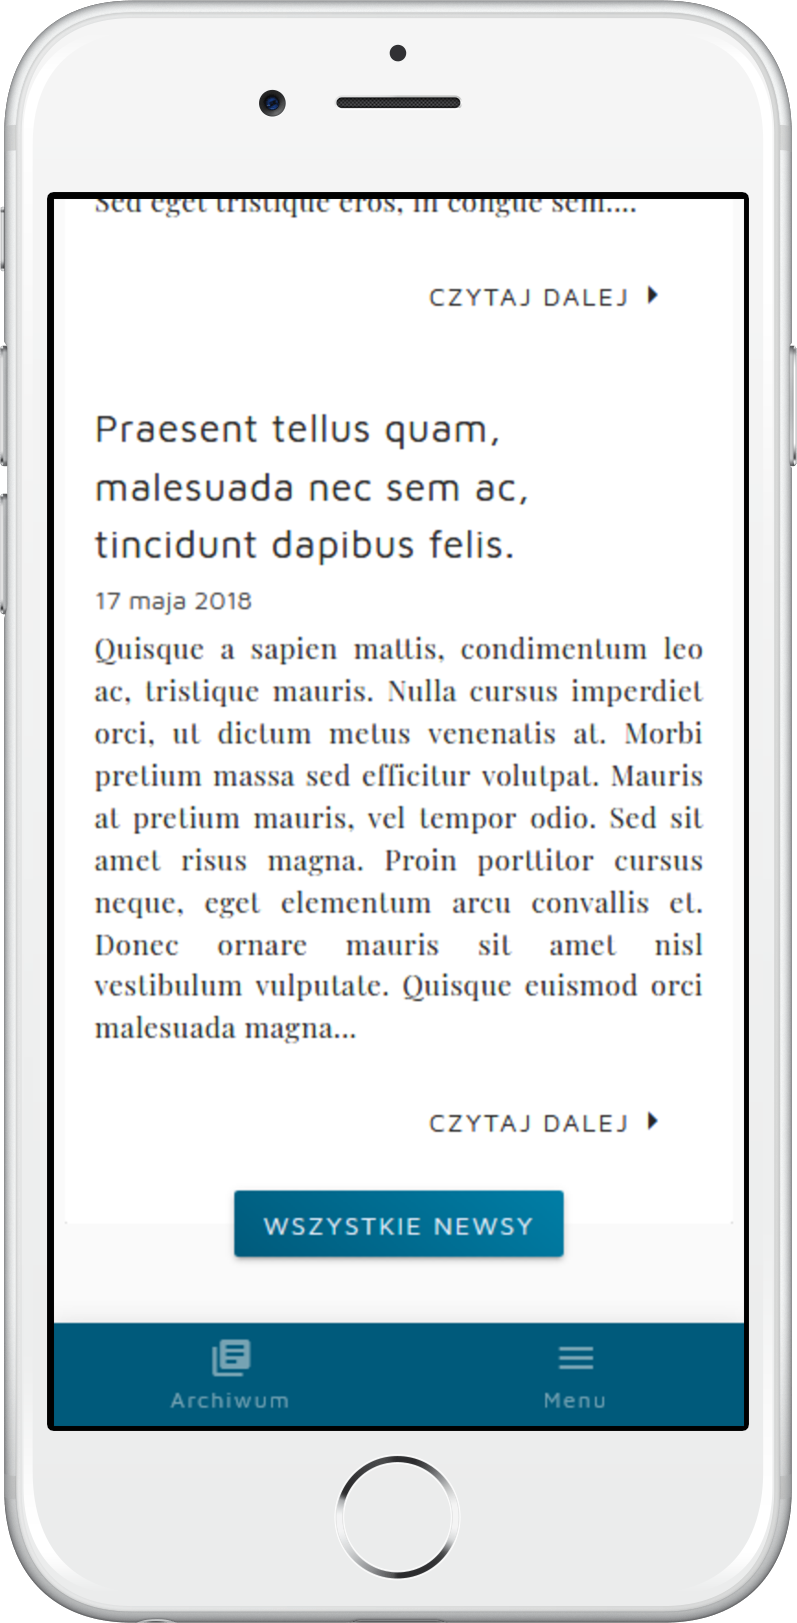 Sed eget tristique eros, in congue sem....
CZYTAJ DALEJ
Praesent tellus quam,
malesuada nec sem ac,
tincidunt dapibus felis.
17 maja 2018
Quisque a sapien mattis, condimentum leo
ac, tristique mauris. Nulla cursus imperdiet
orci, ut dictum metus venenatis at. Morbi
pretium massa sed efficitur volutpat. Mauris
at pretium mauris, vel tempor odio. Sed sit
amet risus magna. Proin porttitor cursus
neque, eget elementum arcu convallis et.
Donec ornare mauris sit amet nisl
vestibulum vulputate. Quisque euismod orci
malesuada magna...
CZYTAJ DALEJ
WSZYSTKIE NEWSY
Archiwum
Menu